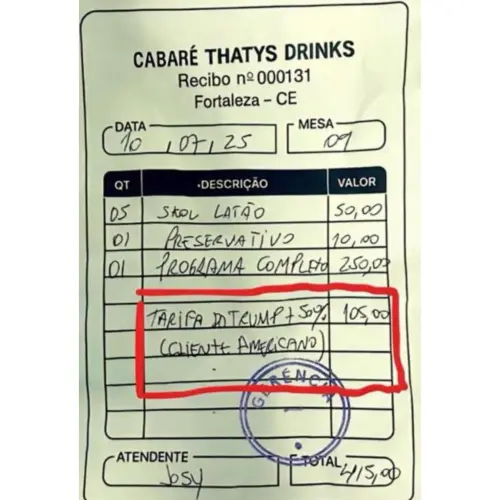 CABARÉ THATYS DRINKS
Recibo nº 000131
Fortaleza – CE
DATA MESA
10 , 07 , 25 09
QT DESCRIÇÃO VALOR
05 SKOL LATÃO 50,00
01 PRESERVATIVO 10,00
01 PROGRAMA COMPLETO 250,00
TARIFA DO TRUMP + 50% 105,00
(CLIENTE AMERICANO)
GERÊNCIA
ATENDENTE TOTAL
Josy 415,00